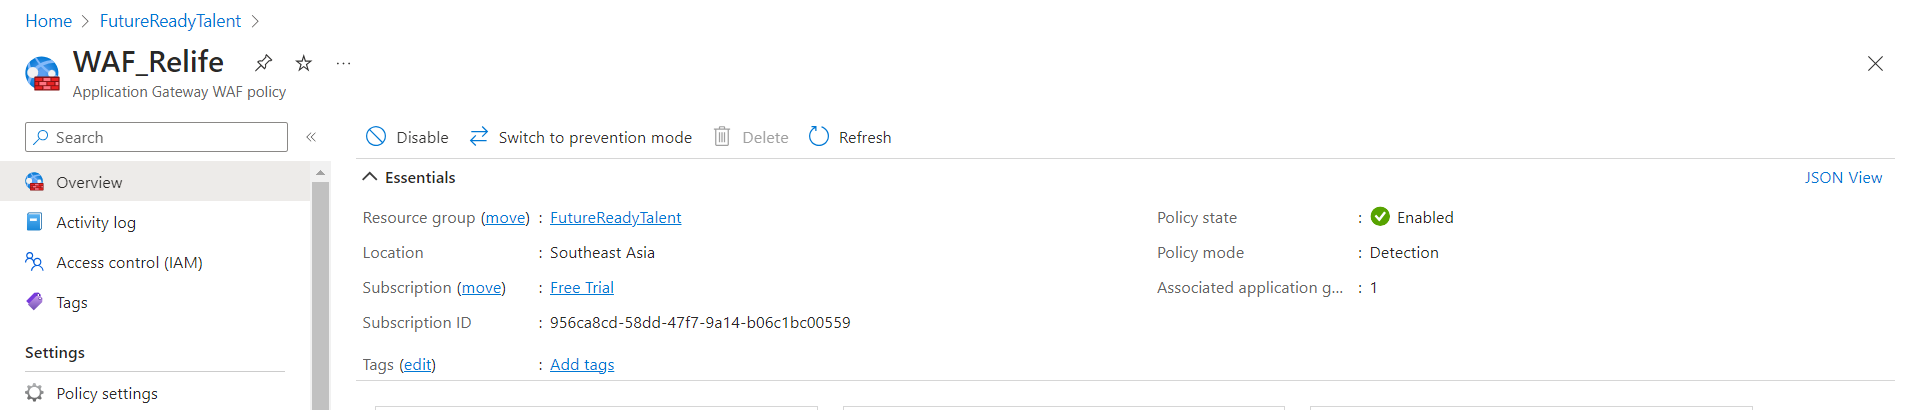 Home > FutureReadyTalent >
WAF_Relife ...
Application Gateway WAF policy
Search «
Overview
Activity log
Access control (IAM)
Tags
Settings
Policy settings
Disable Switch to prevention mode Delete Refresh
Essentials JSON View
Resource group (move) : FutureReadyTalent
Location : Southeast Asia
Subscription (move) : Free Trial
Subscription ID : 956ca8cd-58dd-47f7-9a14-b06c1bc00559
Tags (edit) : Add tags
Policy state : Enabled
Policy mode : Detection
Associated application g... : 1